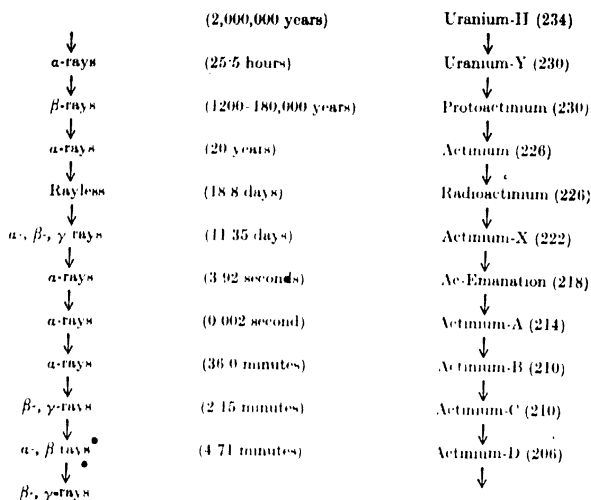 (2,000,000 years) Uranium-II (234)
↓ ↓
α-rays (25·5 hours) Uranium-Y (230)
↓ ↓
β-rays (1200-180,000 years) Protoactinium (230)
↓ ↓
α-rays (20 years) Actinium (226)
↓ ↓
Rayless (18·8 days) Radioactinium (226)
↓ ↓
α-, β-, γ rays (11·35 days) Actinium-X (222)
↓ ↓
α-rays (3·92 seconds) Ac-Emanation (218)
↓ ↓
α-rays (0·002 second) Actinium-A (214)
↓ ↓
α-rays (36·0 minutes) Actinium-B (210)
↓ ↓
β-, γ-rays (2·15 minutes) Actinium-C (210)
↓ ↓
α-, β rays (4·71 minutes) Actinium-D (206)
↓ ↓
β-, γ-rays